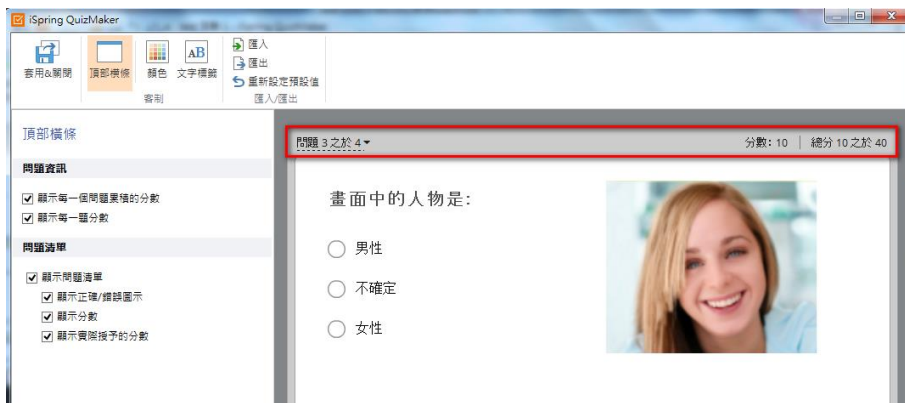 iSpring QuizMaker
套用&關閉
頂部橫條
顏色
文字標籤
AB
客制
匯入
匯出
重新設定預設值
匯入/匯出
頂部橫條
問題資訊
顯示每一個問題累積的分數
顯示每一題分數
問題清單
顯示問題清單
顯示正確/錯誤圖示
顯示分數
顯示實際授予的分數
問題 3 之於 4
分數: 10 | 總分 10 之於 40
畫面中的人物是:
男性
不確定
女性